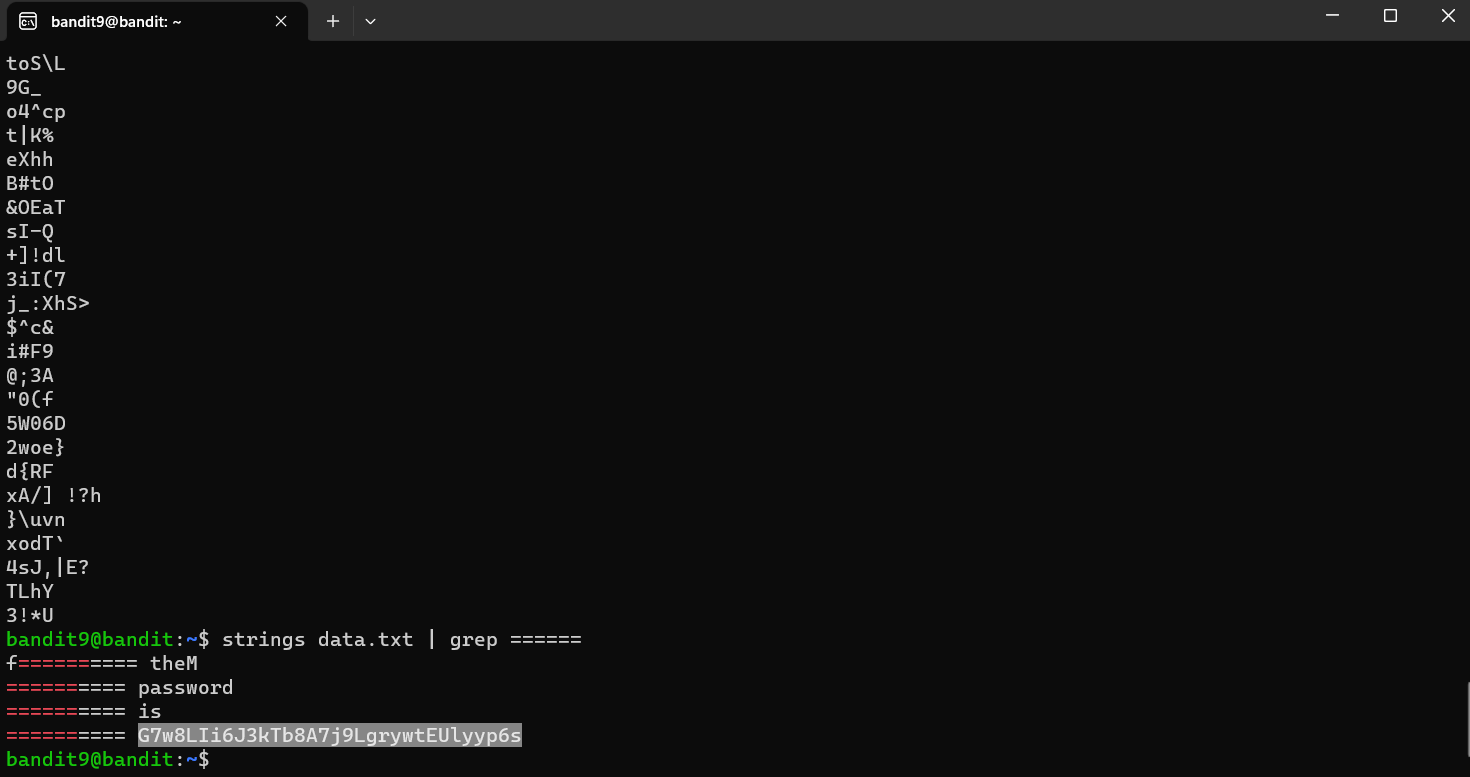 bandit9@bandit: ~
toS\L
9G_
o4^cp
t|K%
eXhh
B#tO
&OEaT
sI-Q
+]!dl
3iI(7
j_:XhS>
$^c&
i#F9
@;3A
"0(f
5W06D
2woe}
d{RF
xA/] !?h
}\uvn
xodT`
4sJ,|E?
TLhY
3!*U
bandit9@bandit:~$ strings data.txt | grep ======
f========== theM
========== password
========== is
========== G7w8LIi6J3kTb8A7j9LgrywtEUlyyp6s
bandit9@bandit:~$